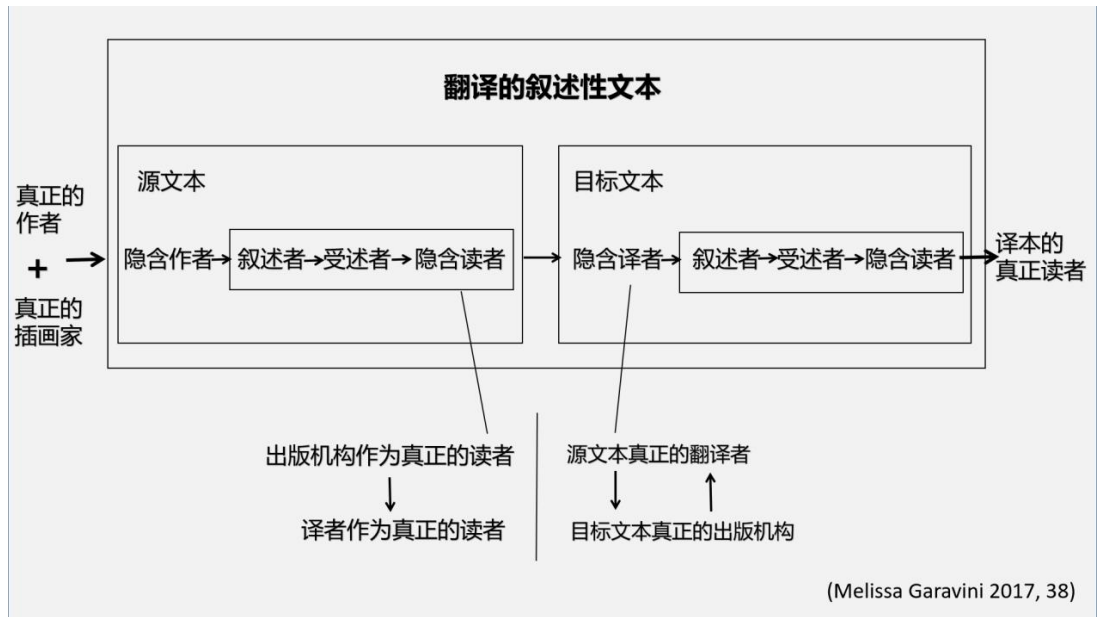 翻译的叙述性文本
源文本
目标文本
真正的
作者
+
真正的
插画家
隐含作者→叙述者→受述者→隐含读者→隐含译者→叙述者→受述者→隐含读者
译本的
真正读者
出版机构作为真正的读者
译者作为真正的读者
源文本真正的翻译者
目标文本真正的出版机构
(Melissa Garavini 2017, 38)